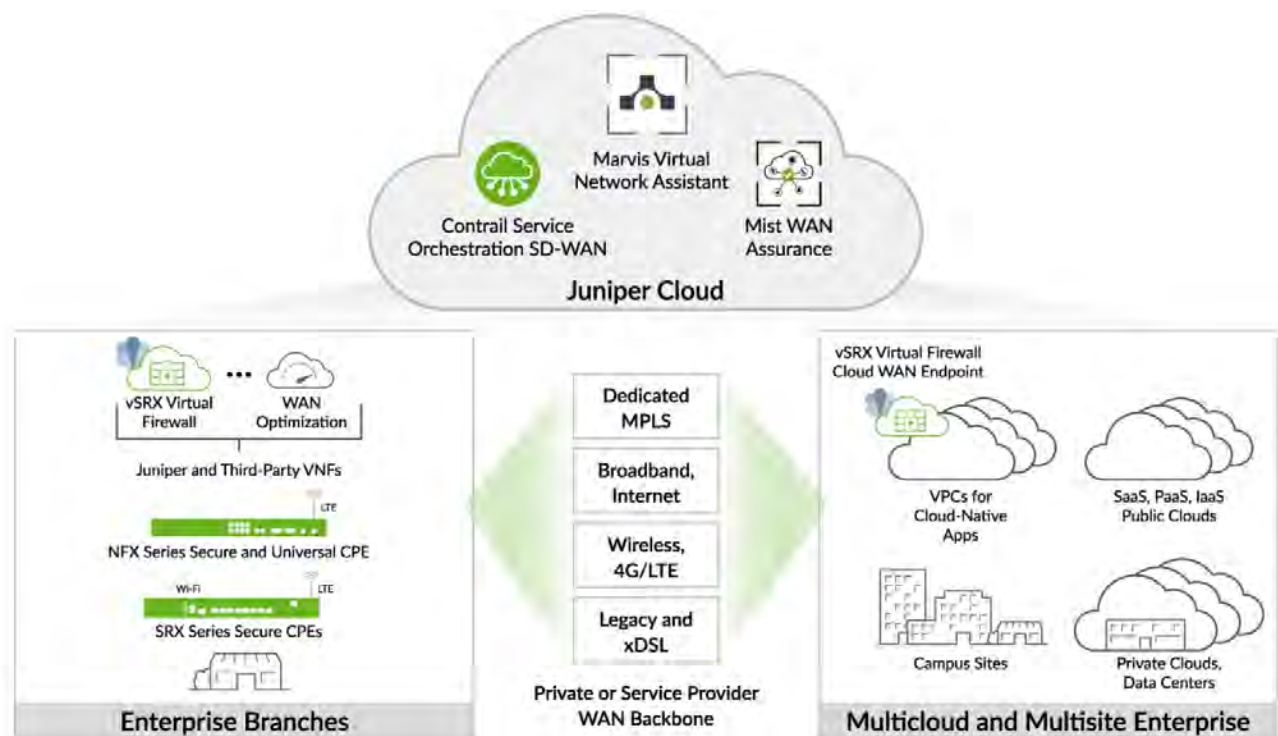 Marvis Virtual
Network Assistant
Contrail Service
Orchestration SD-WAN
Mist WAN
Assurance
Juniper Cloud
vSRX Virtual
Firewall
WAN
Optimization
Juniper and Third-Party VNFs
LTE
NFX Series Secure and Universal CPE
Wi-Fi
LTE
SRX Series Secure CPEs
Enterprise Branches
Dedicated
MPLS
Broadband,
Internet
Wireless,
4G/LTE
Legacy and
xDSL
Private or Service Provider
WAN Backbone
vSRX Virtual Firewall
Cloud WAN Endpoint
VPCs for
Cloud-Native
Apps
SaaS, PaaS, IaaS
Public Clouds
Campus Sites
Private Clouds,
Data Centers
Multicloud and Multisite Enterprise